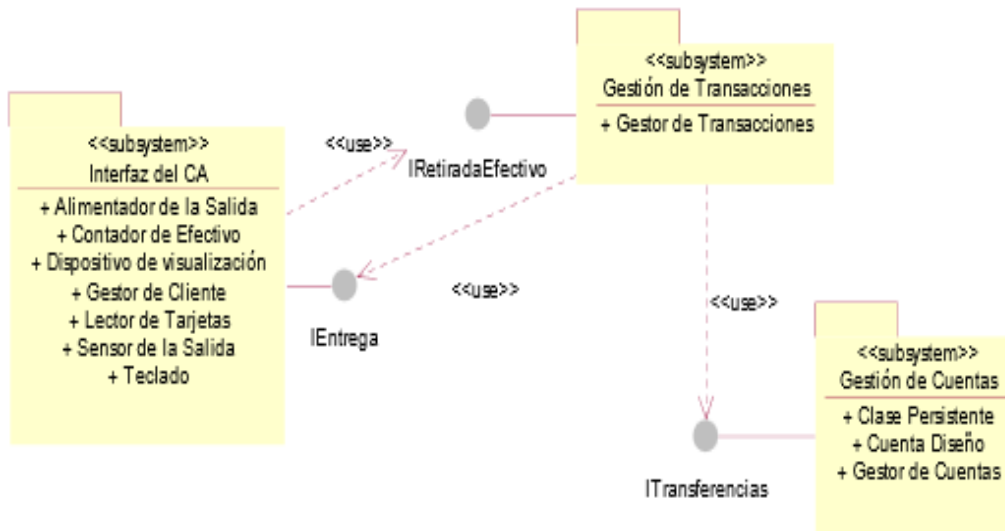 <<subsystem>>
Interfaz del CA
+ Alimentador de la Salida
+ Contador de Efectivo
+ Dispositivo de visualización
+ Gestor de Cliente
+ Lector de Tarjetas
+ Sensor de la Salida
+ Teclado
<<use>>
IRetiradaEfectivo
<<subsystem>>
Gestión de Transacciones
+ Gestor de Transacciones
IEntrega
<<use>>
<<use>>
ITransferencias
<<subsystem>>
Gestión de Cuentas
+ Clase Persistente
+ Cuenta Diseño
+ Gestor de Cuentas